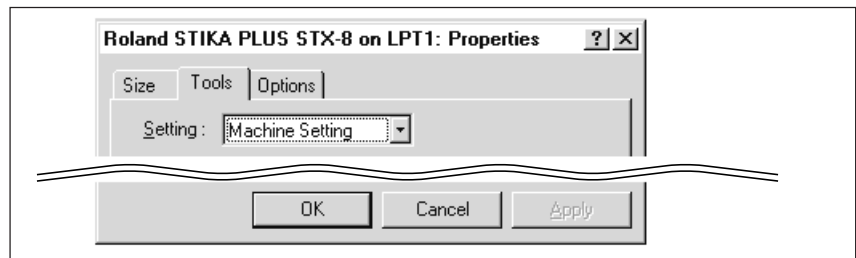 Roland STIKA PLUS STX-8 on LPT1: Properties ? ×
Size Tools Options
Setting : Machine Setting
OK Cancel Apply